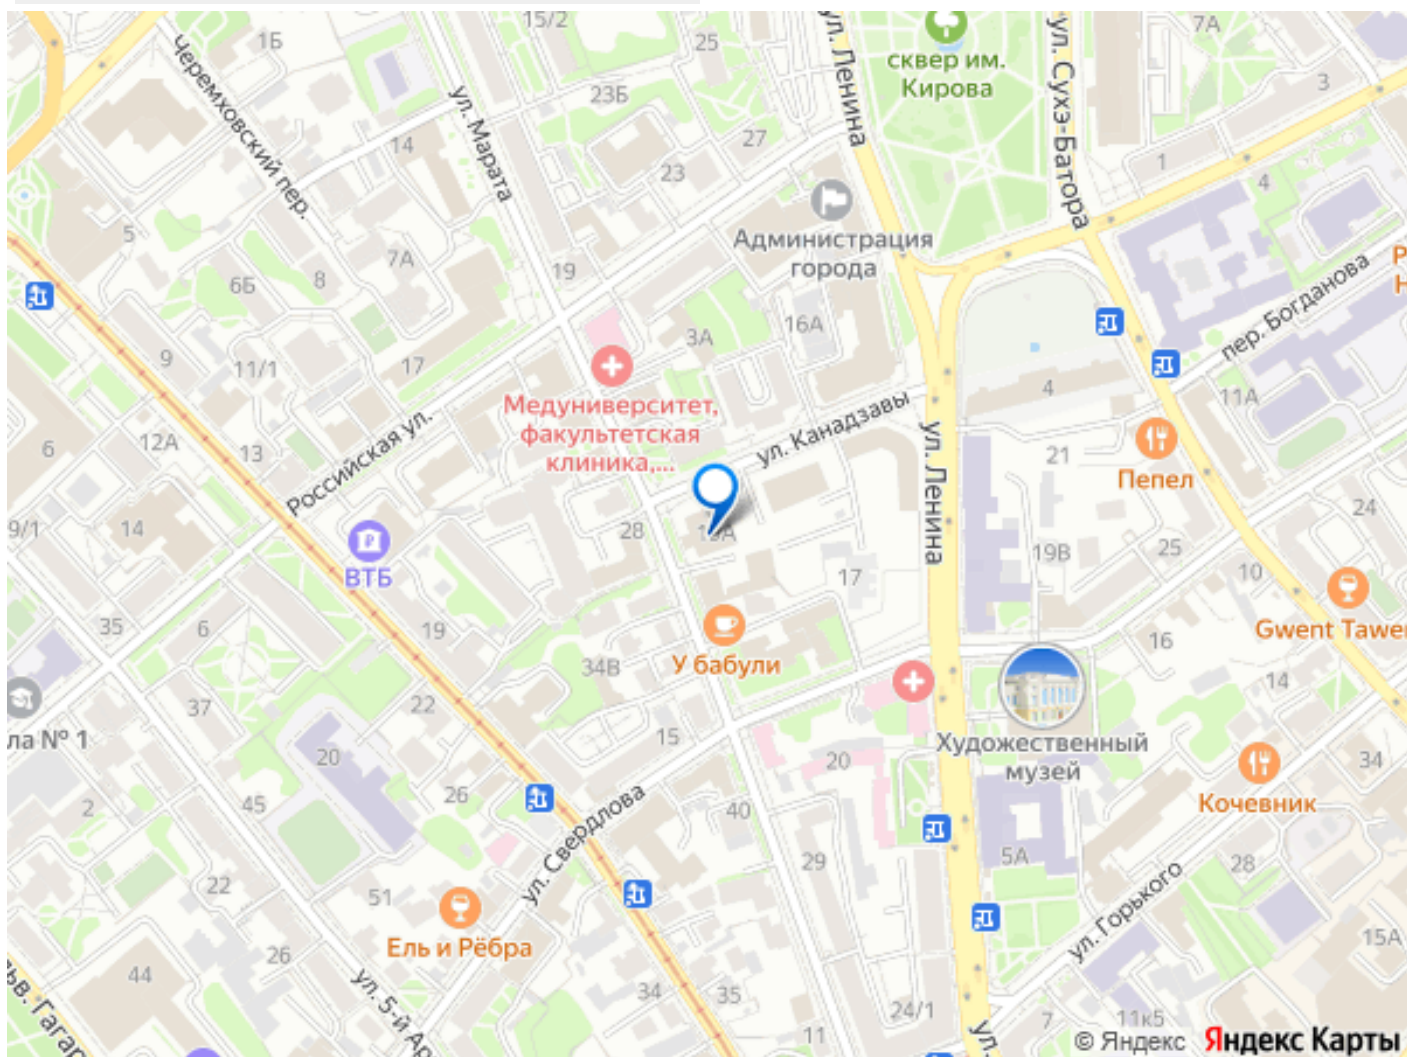 15/2
1Б
25
7А
ул. Ленина
сквер им.
Кирова
ул. Сухэ-Батора
3
Черемховский пер.
ул. Марата
23Б
14
27
23
1
4
Администрация
города
5
7А
6Б
8
19
пер. Богданова
16А
3А
9
11/1
17
Медуниверситет,
факультетская
клиника,...
4
11А
ул. Канадзавы
6
12А
13
Российская ул.
ул. Ленина
21
Пепел
9/1
14
ВТБ
28
24
19В
25
17
10
35
6
19
34В
У бабули
16
Gwent Tawer
14
37
22
ла № 1
15
20
20
Художественный
музей
34
Кочевник
2
45
26
ул. Свердлова
40
29
5А
28
22
51
ул. Горького
Ель и Рёбра
15А
44
26
ул. 5-й Ар
34
35
24/1
7
11к5
11
ул.
© Яндекс
Яндекс Карты